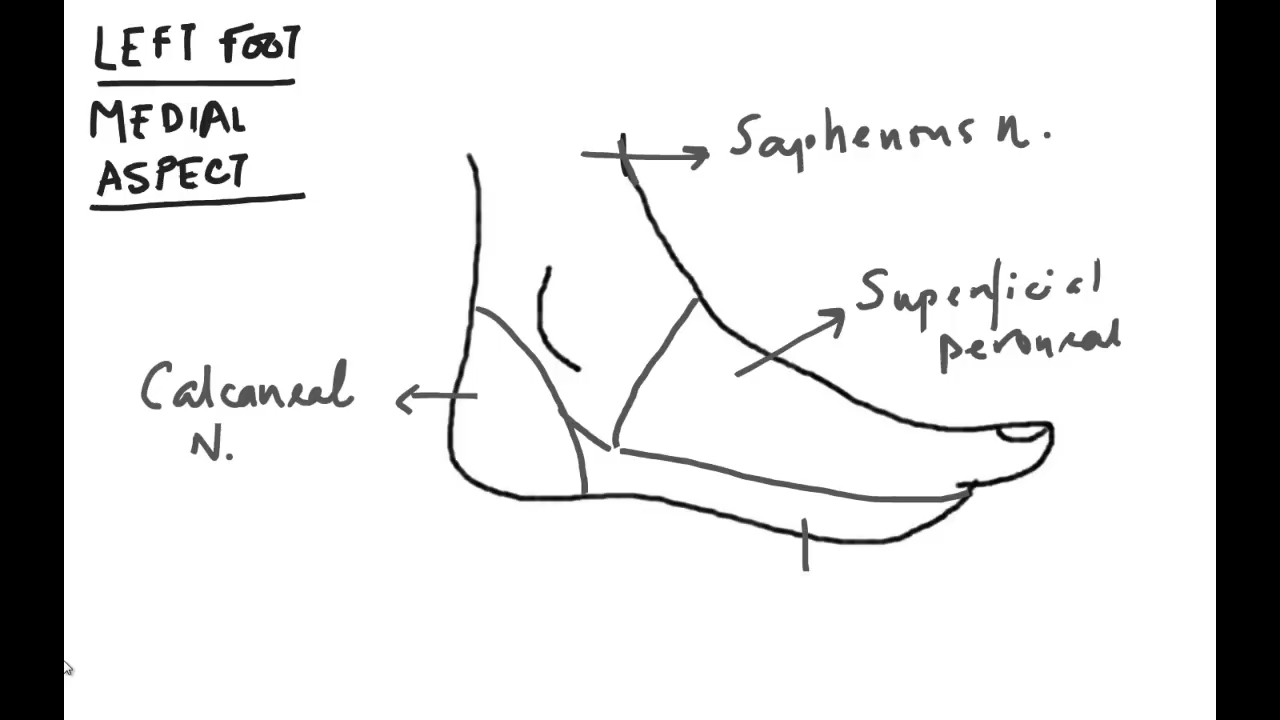 LEFT FOOT
MEDIAL
ASPECT
Saphenous n.
Superficial
peroneal
Calcaneal
N.